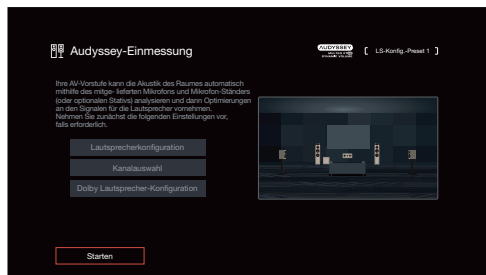 Audyssey-Einmessung
AUDYSSEY
DYNAMIC VOLUME
[ LS-Konfig.-Preset 1 ]
Ihre AV-Vorstufe kann die Akustik des Raumes automatisch
mithilfe des mitge- lieferten Mikrofons und Mikrofon-Ständers
(oder optionalen Stativs) analysieren und dann Optimierungen
an den Signalen für die Lautsprecher vornehmen.
Nehmen Sie zunächst die folgenden Einstellungen vor,
falls erforderlich.
Lautsprecherkonfiguration
Kanalauswahl
Dolby Lautsprecher-Konfiguration
Starten